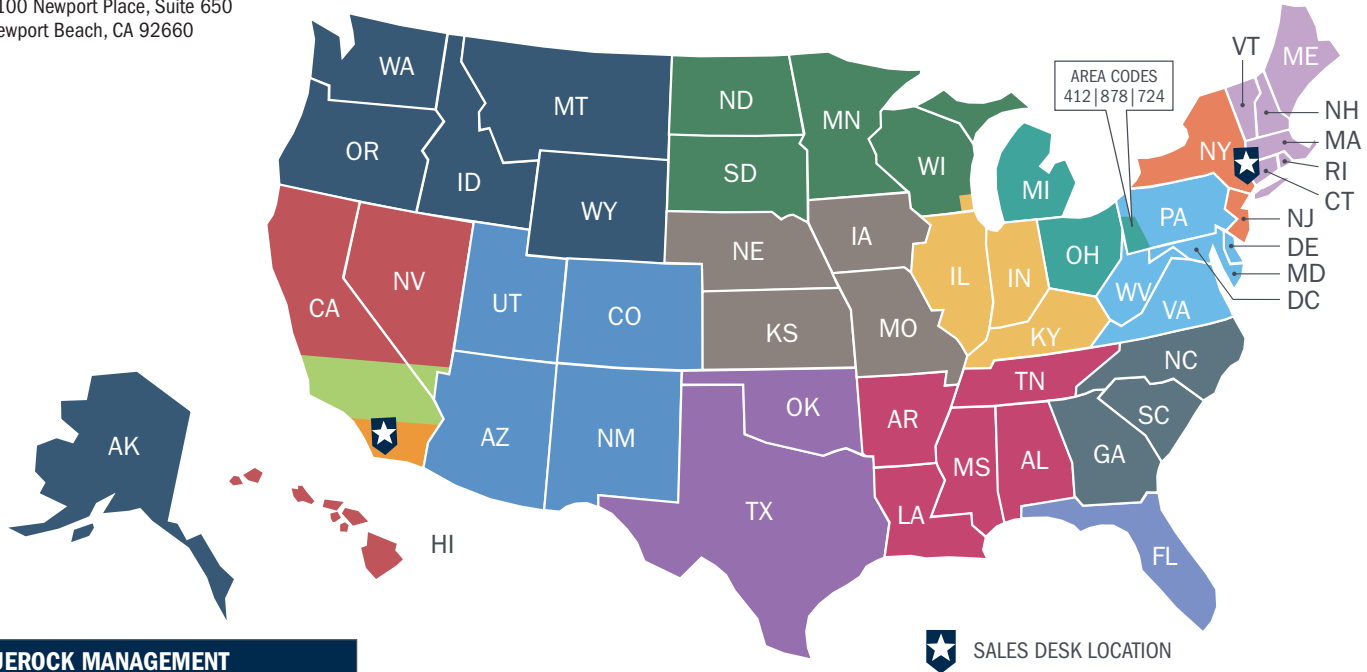 100 Newport Place, Suite 650
ewport Beach, CA 92660
WA
MT
ND
MN
AREA CODES
412|878|724
VT
ME
NH
MA
RI
CT
NJ
DE
MD
DC
OR
ID
WY
SD
WI
MI
NY
PA
NE
IA
IL
IN
OH
WV
VA
CA
NV
UT
CO
KS
MO
KY
NC
TN
SC
AZ
NM
OK
AR
MS
AL
GA
TX
LA
FL
AK
HI
UEROCK MANAGEMENT
SALES DESK LOCATION